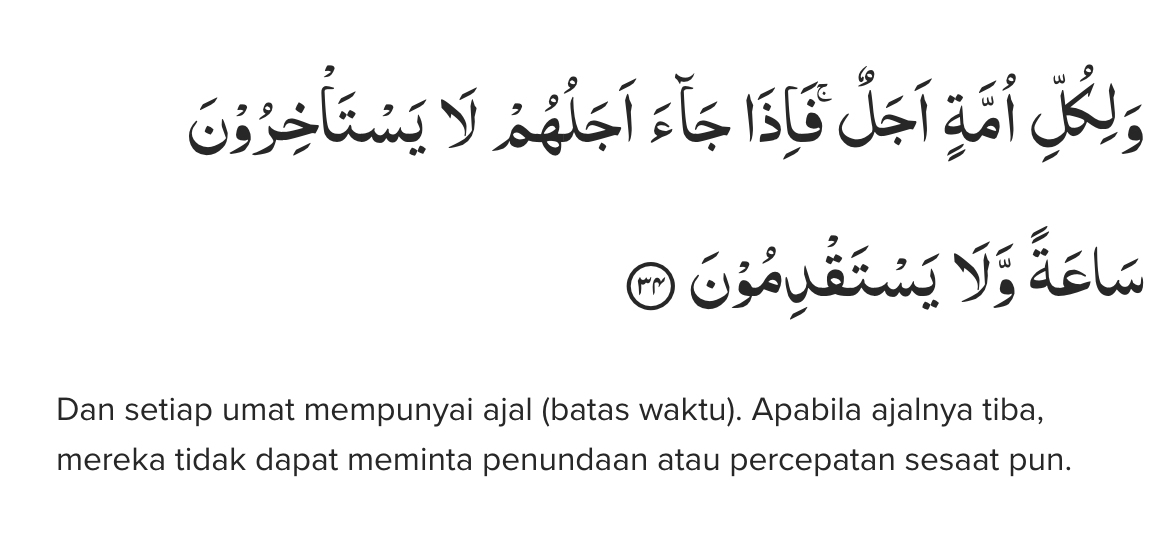 وَلِكُلِّ اُمَّةٍ اَجَلٌۚ فَاِذَا جَاۤءَ اَجَلُهُمْ لَا يَسْتَأْخِرُوْنَ
سَاعَةً وَّلَا يَسْتَقْدِمُوْنَ ٣٤
Dan setiap umat mempunyai ajal (batas waktu). Apabila ajalnya tiba,
mereka tidak dapat meminta penundaan atau percepatan sesaat pun.